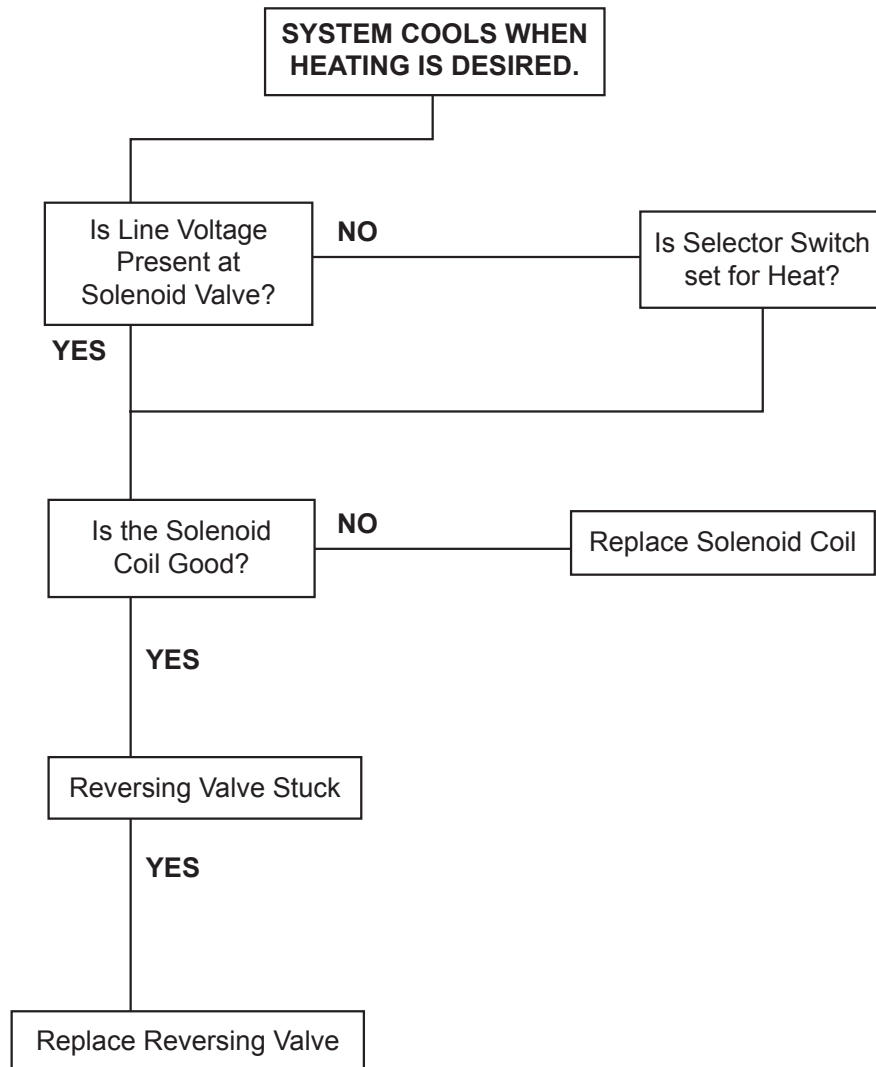 SYSTEM COOLS WHEN
HEATING IS DESIRED.
Is Line Voltage
Present at
Solenoid Valve?
NO
Is Selector Switch
set for Heat?
YES
Is the Solenoid
Coil Good?
NO
Replace Solenoid Coil
YES
Reversing Valve Stuck
YES
Replace Reversing Valve